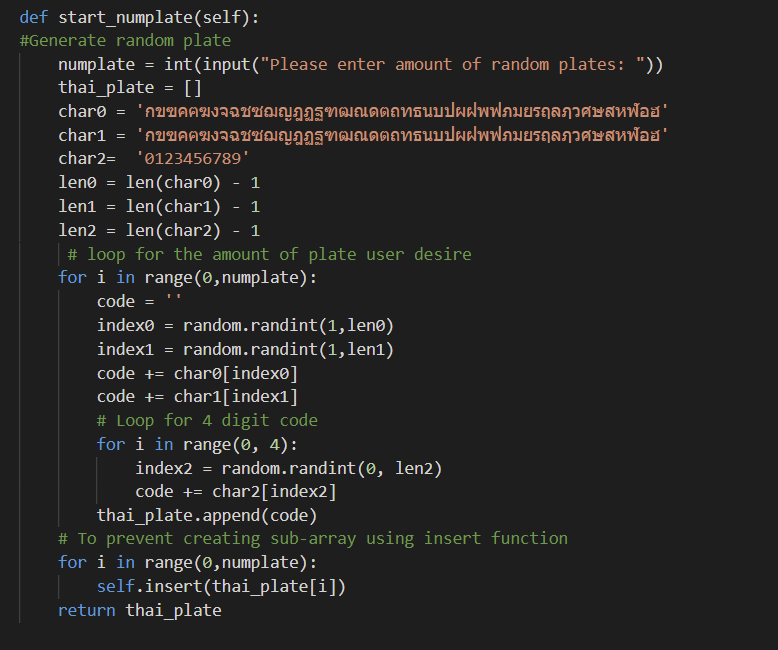 def start_numplate(self):
#Generate random plate
    numplate = int(input("Please enter amount of random plates: "))
    thai_plate = []
    char0 = 'กขฃคฅฆงจฉชซฌญฎฏฐฑฒณดตถทธนบปผฝพฟภมยรฤลฦวศษสหฬอฮ'
    char1 = 'กขฃคฅฆงจฉชซฌญฎฏฐฑฒณดตถทธนบปผฝพฟภมยรฤลฦวศษสหฬอฮ'
    char2=  '0123456789'
    len0 = len(char0) - 1
    len1 = len(char1) - 1
    len2 = len(char2) - 1
     # loop for the amount of plate user desire
    for i in range(0,numplate):
        code = ''
        index0 = random.randint(1,len0)
        index1 = random.randint(1,len1)
        code += char0[index0]
        code += char1[index1]
        # Loop for 4 digit code
        for i in range(0, 4):
            index2 = random.randint(0, len2)
            code += char2[index2]
        thai_plate.append(code)
    # To prevent creating sub-array using insert function
    for i in range(0,numplate):
        self.insert(thai_plate[i])
    return thai_plate